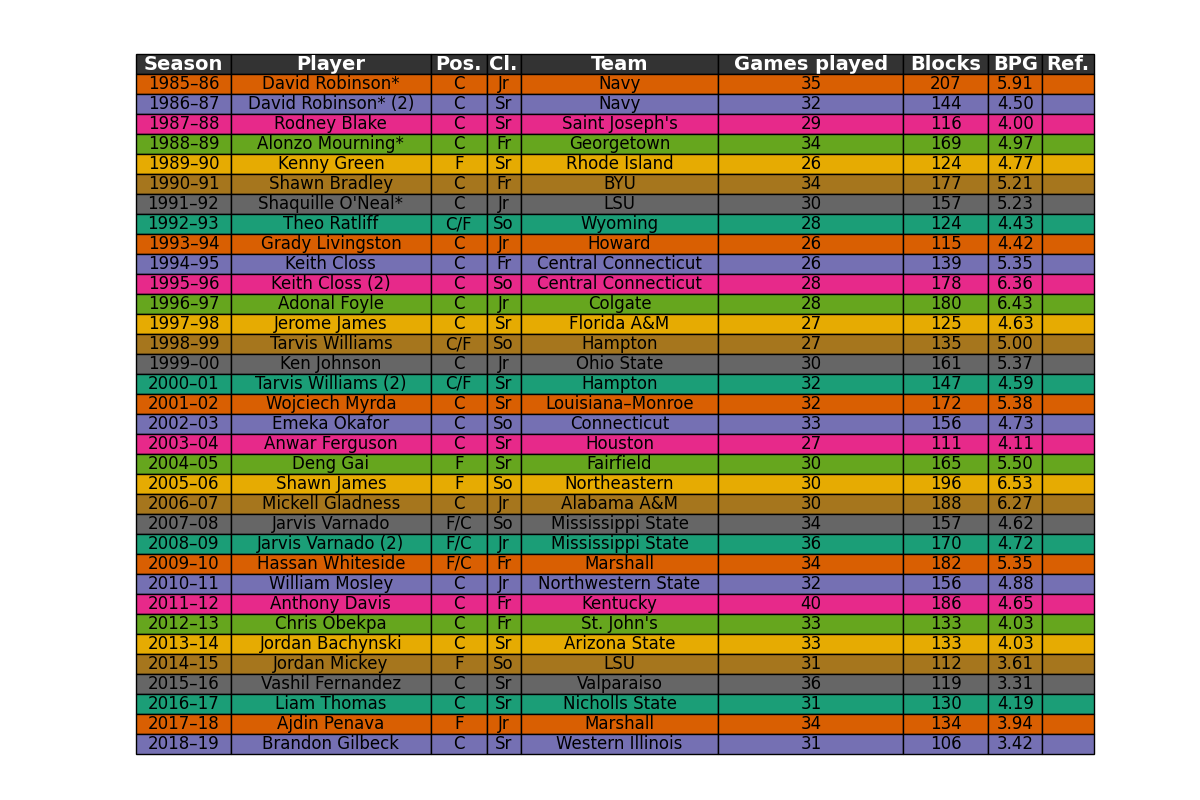 Season Player Pos. Cl. Team Games played Blocks BPG Ref.
1985–86 David Robinson* C Jr Navy 35 207 5.91
1986–87 David Robinson* (2) C Sr Navy 32 144 4.50
1987–88 Rodney Blake C Sr Saint Joseph's 29 116 4.00
1988–89 Alonzo Mourning* C Fr Georgetown 34 169 4.97
1989–90 Kenny Green F Sr Rhode Island 26 124 4.77
1990–91 Shawn Bradley C Fr BYU 34 177 5.21
1991–92 Shaquille O'Neal* C Jr LSU 30 157 5.23
1992–93 Theo Ratliff C/F So Wyoming 28 124 4.43
1993–94 Grady Livingston C Jr Howard 26 115 4.42
1994–95 Keith Closs C Fr Central Connecticut 26 139 5.35
1995–96 Keith Closs (2) C So Central Connecticut 28 178 6.36
1996–97 Adonal Foyle C Jr Colgate 28 180 6.43
1997–98 Jerome James C Sr Florida A&M 27 125 4.63
1998–99 Tarvis Williams C/F So Hampton 27 135 5.00
1999–00 Ken Johnson C Jr Ohio State 30 161 5.37
2000–01 Tarvis Williams (2) C/F Sr Hampton 32 147 4.59
2001–02 Wojciech Myrda C Sr Louisiana–Monroe 32 172 5.38
2002–03 Emeka Okafor C So Connecticut 33 156 4.73
2003–04 Anwar Ferguson C Sr Houston 27 111 4.11
2004–05 Deng Gai F Sr Fairfield 30 165 5.50
2005–06 Shawn James F So Northeastern 30 196 6.53
2006–07 Mickell Gladness C Jr Alabama A&M 30 188 6.27
2007–08 Jarvis Varnado F/C So Mississippi State 34 157 4.62
2008–09 Jarvis Varnado (2) F/C Jr Mississippi State 36 170 4.72
2009–10 Hassan Whiteside F/C Fr Marshall 34 182 5.35
2010–11 William Mosley C Jr Northwestern State 32 156 4.88
2011–12 Anthony Davis C Fr Kentucky 40 186 4.65
2012–13 Chris Obekpa C Fr St. John's 33 133 4.03
2013–14 Jordan Bachynski C Sr Arizona State 33 133 4.03
2014–15 Jordan Mickey F So LSU 31 112 3.61
2015–16 Vashil Fernandez C Sr Valparaiso 36 119 3.31
2016–17 Liam Thomas C Sr Nicholls State 31 130 4.19
2017–18 Ajdin Penava F Jr Marshall 34 134 3.94
2018–19 Brandon Gilbeck C Sr Western Illinois 31 106 3.42